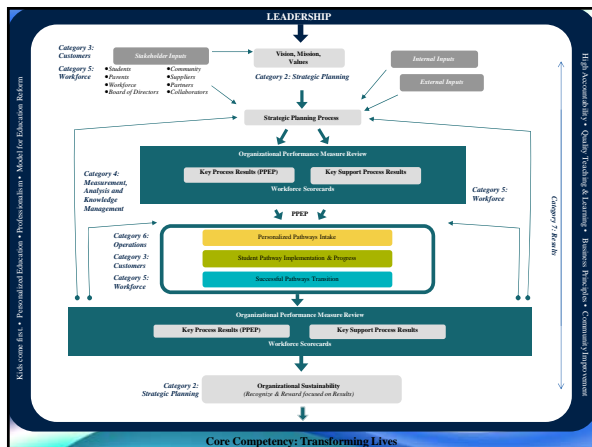 LEADERSHIP
Category 3:
Customers
Category 5:
Workforce
Stakeholder Inputs
•Students
•Parents
•Workforce
•Board of Directors
•Community
•Suppliers
•Partners
•Collaborators
Vision, Mission,
Values
Category 2: Strategic Planning
Internal Inputs
External Inputs
Strategic Planning Process
Organizational Performance Measure Review
Key Process Results (PPEP)
Key Support Process Results
Workforce Scorecards
Category 4:
Measurement,
Analysis and
Knowledge
Management
Category 5:
Workforce
PPEP
Category 6:
Operations
Category 3:
Customers
Category 5:
Workforce
Personalized Pathways Intake
Student Pathway Implementation & Progress
Successful Pathways Transition
Organizational Performance Measure Review
Key Process Results (PPEP)
Key Support Process Results
Workforce Scorecards
Category 2:
Strategic Planning
Organizational Sustainability
(Recognize & Reward focused on Results)
Core Competency: Transforming Lives
Kids come first • Personalized Education • Professionalism • Model for Education Reform
Category 7: Results
High Accountability • Quality Teaching & Learning • Business Principles • Community Improvement